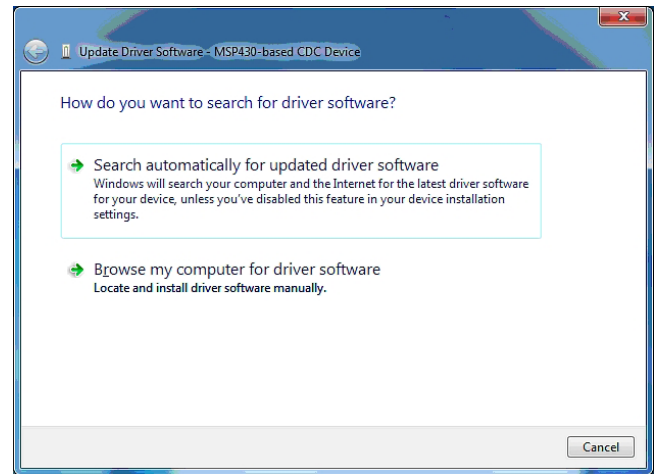 Update Driver Software - MSP430-based CDC Device
How do you want to search for driver software?
Search automatically for updated driver software
Windows will search your computer and the Internet for the latest driver software
for your device, unless you've disabled this feature in your device installation
settings.
Browse my computer for driver software
Locate and install driver software manually.
Cancel